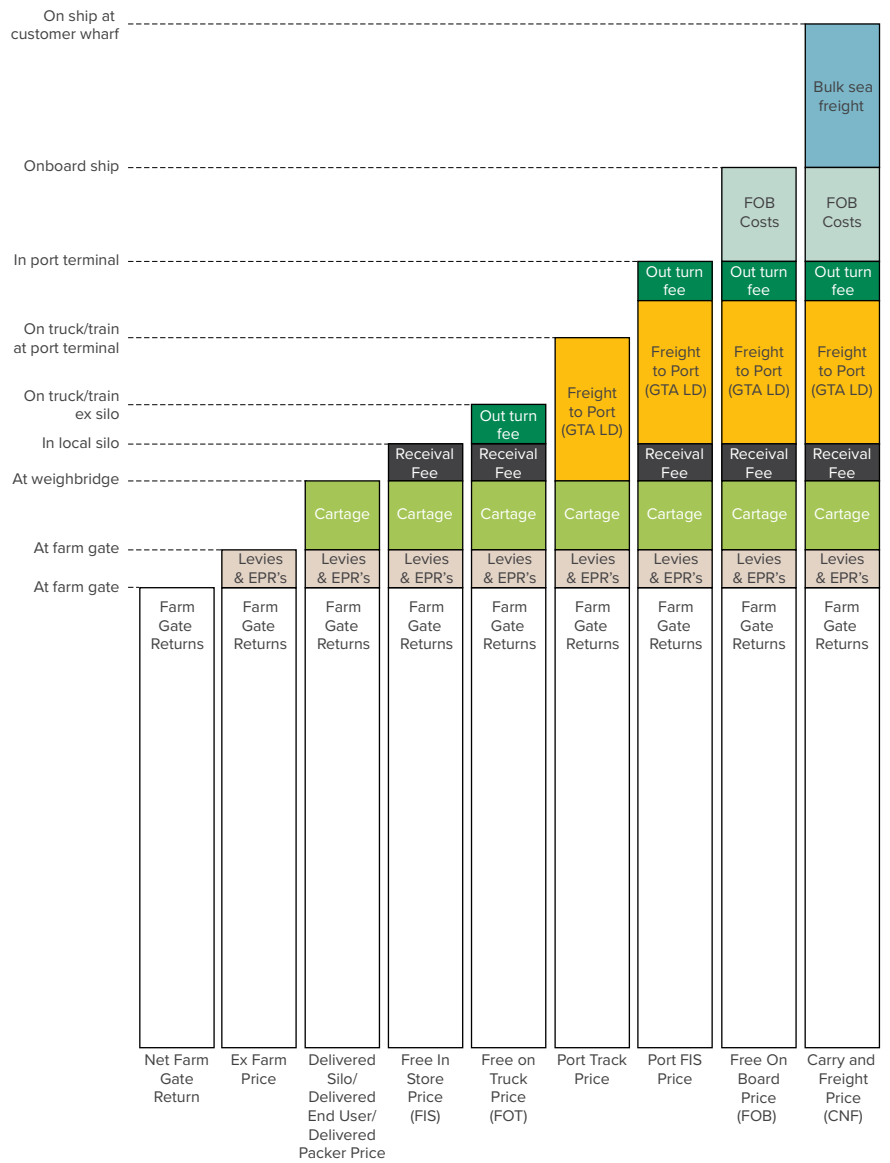 On ship at
customer wharf
Onboard ship
In port terminal
On truck/train
at port terminal
On truck/train
ex silo
In local silo
At weighbridge
At farm gate
At farm gate
Farm
Gate
Returns
Net Farm
Gate
Return
Levies
& EPR's
Farm
Gate
Returns
Ex Farm
Price
Cartage
Levies
& EPR's
Farm
Gate
Returns
Delivered
Silo/
Delivered
End User/
Delivered
Packer Price
Receival
Fee
Cartage
Levies
& EPR's
Farm
Gate
Returns
Free In
Store
Price
(FIS)
Out turn
fee
Receival
Fee
Cartage
Levies
& EPR's
Farm
Gate
Returns
Free on
Truck
Price
(FOT)
Freight
to Port
(GTA LD)
Cartage
Levies
& EPR's
Farm
Gate
Returns
Port Track
Price
Out turn
fee
Freight
to Port
(GTA LD)
Receival
Fee
Cartage
Levies
& EPR's
Farm
Gate
Returns
Port FIS
Price
FOB
Costs
Out turn
fee
Freight
to Port
(GTA LD)
Receival
Fee
Cartage
Levies
& EPR's
Farm
Gate
Returns
Free On
Board
Price
(FOB)
Bulk sea
freight
FOB
Costs
Out turn
fee
Freight
to Port
(GTA LD)
Receival
Fee
Cartage
Levies
& EPR's
Farm
Gate
Returns
Carry and
Freight
Price
(CNF)